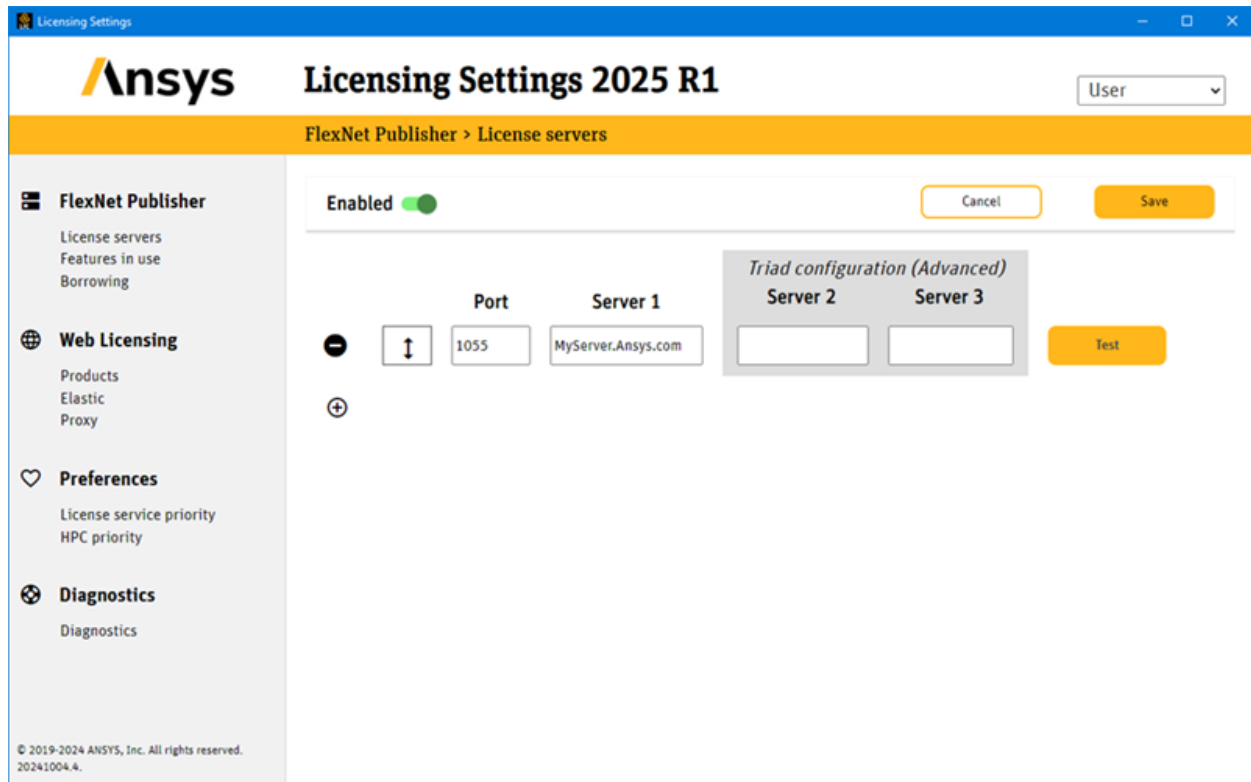 Licensing Settings
Ansys
Licensing Settings 2025 R1
User
FlexNet Publisher > License servers
FlexNet Publisher
License servers
Features in use
Borrowing
Web Licensing
Products
Elastic
Proxy
Preferences
License service priority
HPC priority
Diagnostics
Diagnostics
© 2019-2024 ANSYS, Inc. All rights reserved.
20241004.4.
Enabled
Cancel
Save
Triad configuration (Advanced)
Port Server 1 Server 2 Server 3
1055 MyServer.Ansys.com Test